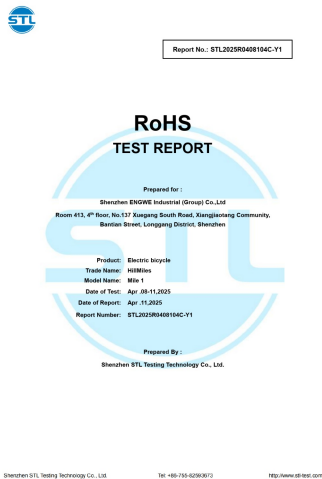 STL
Report No.: STL2025R0408104C-Y1
RoHS
TEST REPORT
Prepared for :
Shenzhen ENGWE Industrial (Group) Co.,Ltd
Room 413, 4th floor, No.137 Xuegang South Road, Xiangjiaotang Community,
Bantian Street, Longgang District, Shenzhen
Product: Electric bicycle
Trade Name: HillMiles
Model Name: Mile 1
Date of Test: Apr .08-11,2025
Date of Report: Apr .11,2025
Report Number: STL2025R0408104C-Y1
Prepared By :
Shenzhen STL Testing Technology Co., Ltd.
STL
Shenzhen STL Testing Technology Co., Ltd. Tel: +86-755-82593673 http://www.stl-test.com